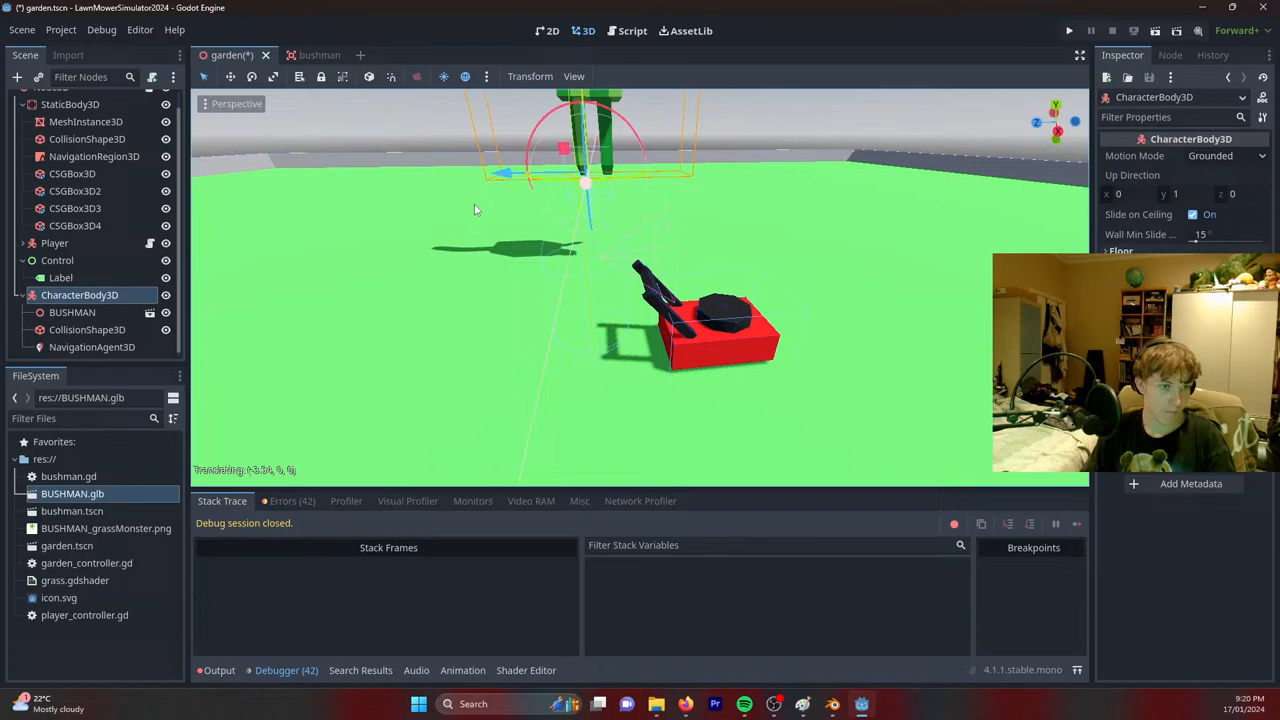 (*) garden.tscn - LawnMowerSimulator2024 - Godot Engine
Scene Project Debug Editor Help
2D 3D Script AssetLib
Forward+
Scene Import
garden(*) bushman
Inspector Node History
Filter Nodes
Transform View
StaticBody3D
MeshInstance3D
CollisionShape3D
NavigationRegion3D
CSGBox3D
CSGBox3D2
CSGBox3D3
CSGBox3D4
Player
Control
Label
CharacterBody3D
BUSHMAN
CollisionShape3D
NavigationAgent3D
Perspective
Y
Z
X
Translating: (-3.94, 0, 0)
CharacterBody3D
Filter Properties
CharacterBody3D
Motion Mode Grounded
Up Direction
x 0 y 1 z 0
Slide on Ceiling On
Wall Min Slide ... 15 °
Floor
Add Metadata
FileSystem
res://BUSHMAN.glb
Filter Files
Favorites:
res://
bushman.gd
BUSHMAN.glb
bushman.tscn
BUSHMAN_grassMonster.png
garden.tscn
garden_controller.gd
grass.gdshader
icon.svg
player_controller.gd
Stack Trace Errors (42) Profiler Visual Profiler Monitors Video RAM Misc Network Profiler
Debug session closed.
Stack Frames
Filter Stack Variables
Breakpoints
Output Debugger (42) Search Results Audio Animation Shader Editor
4.1.1.stable.mono
22°C
Mostly cloudy
Search
9:20 PM
17/01/2024